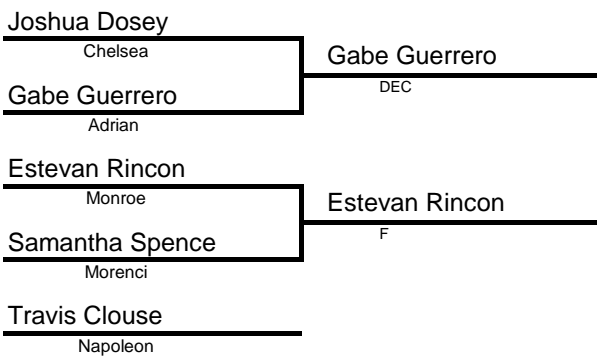 Joshua Dosey
Chelsea
Gabe Guerrero
DEC
Gabe Guerrero
Adrian
Estevan Rincon
Monroe
Estevan Rincon
F
Samantha Spence
Morenci
Travis Clouse
Napoleon